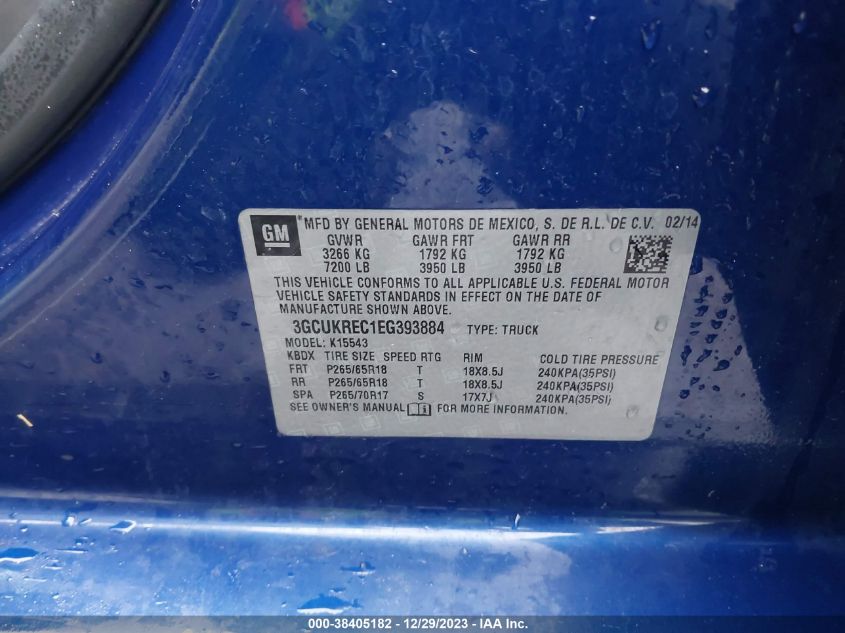 GM
*MFD BY GENERAL MOTORS DE MEXICO, S. DE R.L. DE C.V. 02/14
GVWR GAWR FRT GAWR RR
3266 KG 1792 KG 1792 KG
7200 LB 3950 LB 3950 LB
THIS VEHICLE CONFORMS TO ALL APPLICABLE U.S. FEDERAL MOTOR
VEHICLE SAFETY STANDARDS IN EFFECT ON THE DATE OF
MANUFACTURE SHOWN ABOVE.
3GCUKREC1EG393884 TYPE: TRUCK
MODEL: K15543
KBDX TIRE SIZE SPEED RTG RIM COLD TIRE PRESSURE
FRT P265/65R18 T 18X8.5J 240KPA(35PSI)
RR P265/65R18 T 18X8.5J 240KPA(35PSI)
SPA P265/70R17 S 17X7J 240KPA(35PSI)
SEE OWNER'S MANUAL FOR MORE INFORMATION.
000-38405182 - 12/29/2023 - IAA Inc.